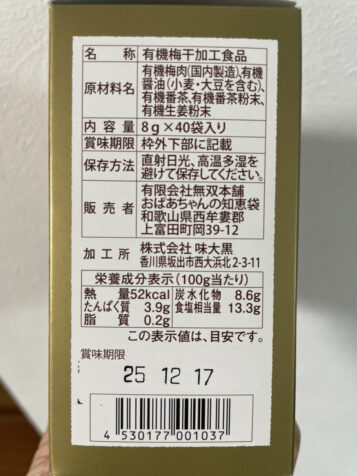 名称 有機梅干加工食品
原材料名 有機梅肉(国内製造)、有機
醤油(小麦・大豆を含む)、
有機番茶、有機番茶粉末、
有機生姜粉末
内容量 8g×40袋入り
賞味期限 枠外下部に記載
保存方法 直射日光、高温多湿を
避けて保存してください。
販売者 有限会社無双本舗
おばあちゃんの知恵袋
和歌山県西牟婁郡
上富田町岡39-12
加工所 株式会社 味大黒
香川県坂出市西大浜北2-3-11
栄養成分表示(100g当たり)
熱量52kcal 炭水化物 8.6g
たんぱく質 3.9g 食塩相当量 13.3g
脂質 0.2g
この表示値は、目安です。
賞味期限
25 12 17
4 530177 001037